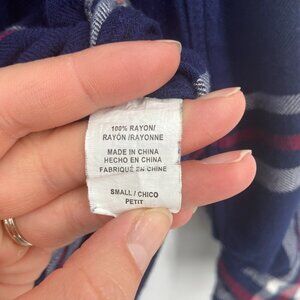 100% RAYON/
RAYÓN /RAYONNE
MADE IN CHINA
HECHO EN CHINA
FABRIQUÉ EN CHINE
SMALL / CHICO
PETIT